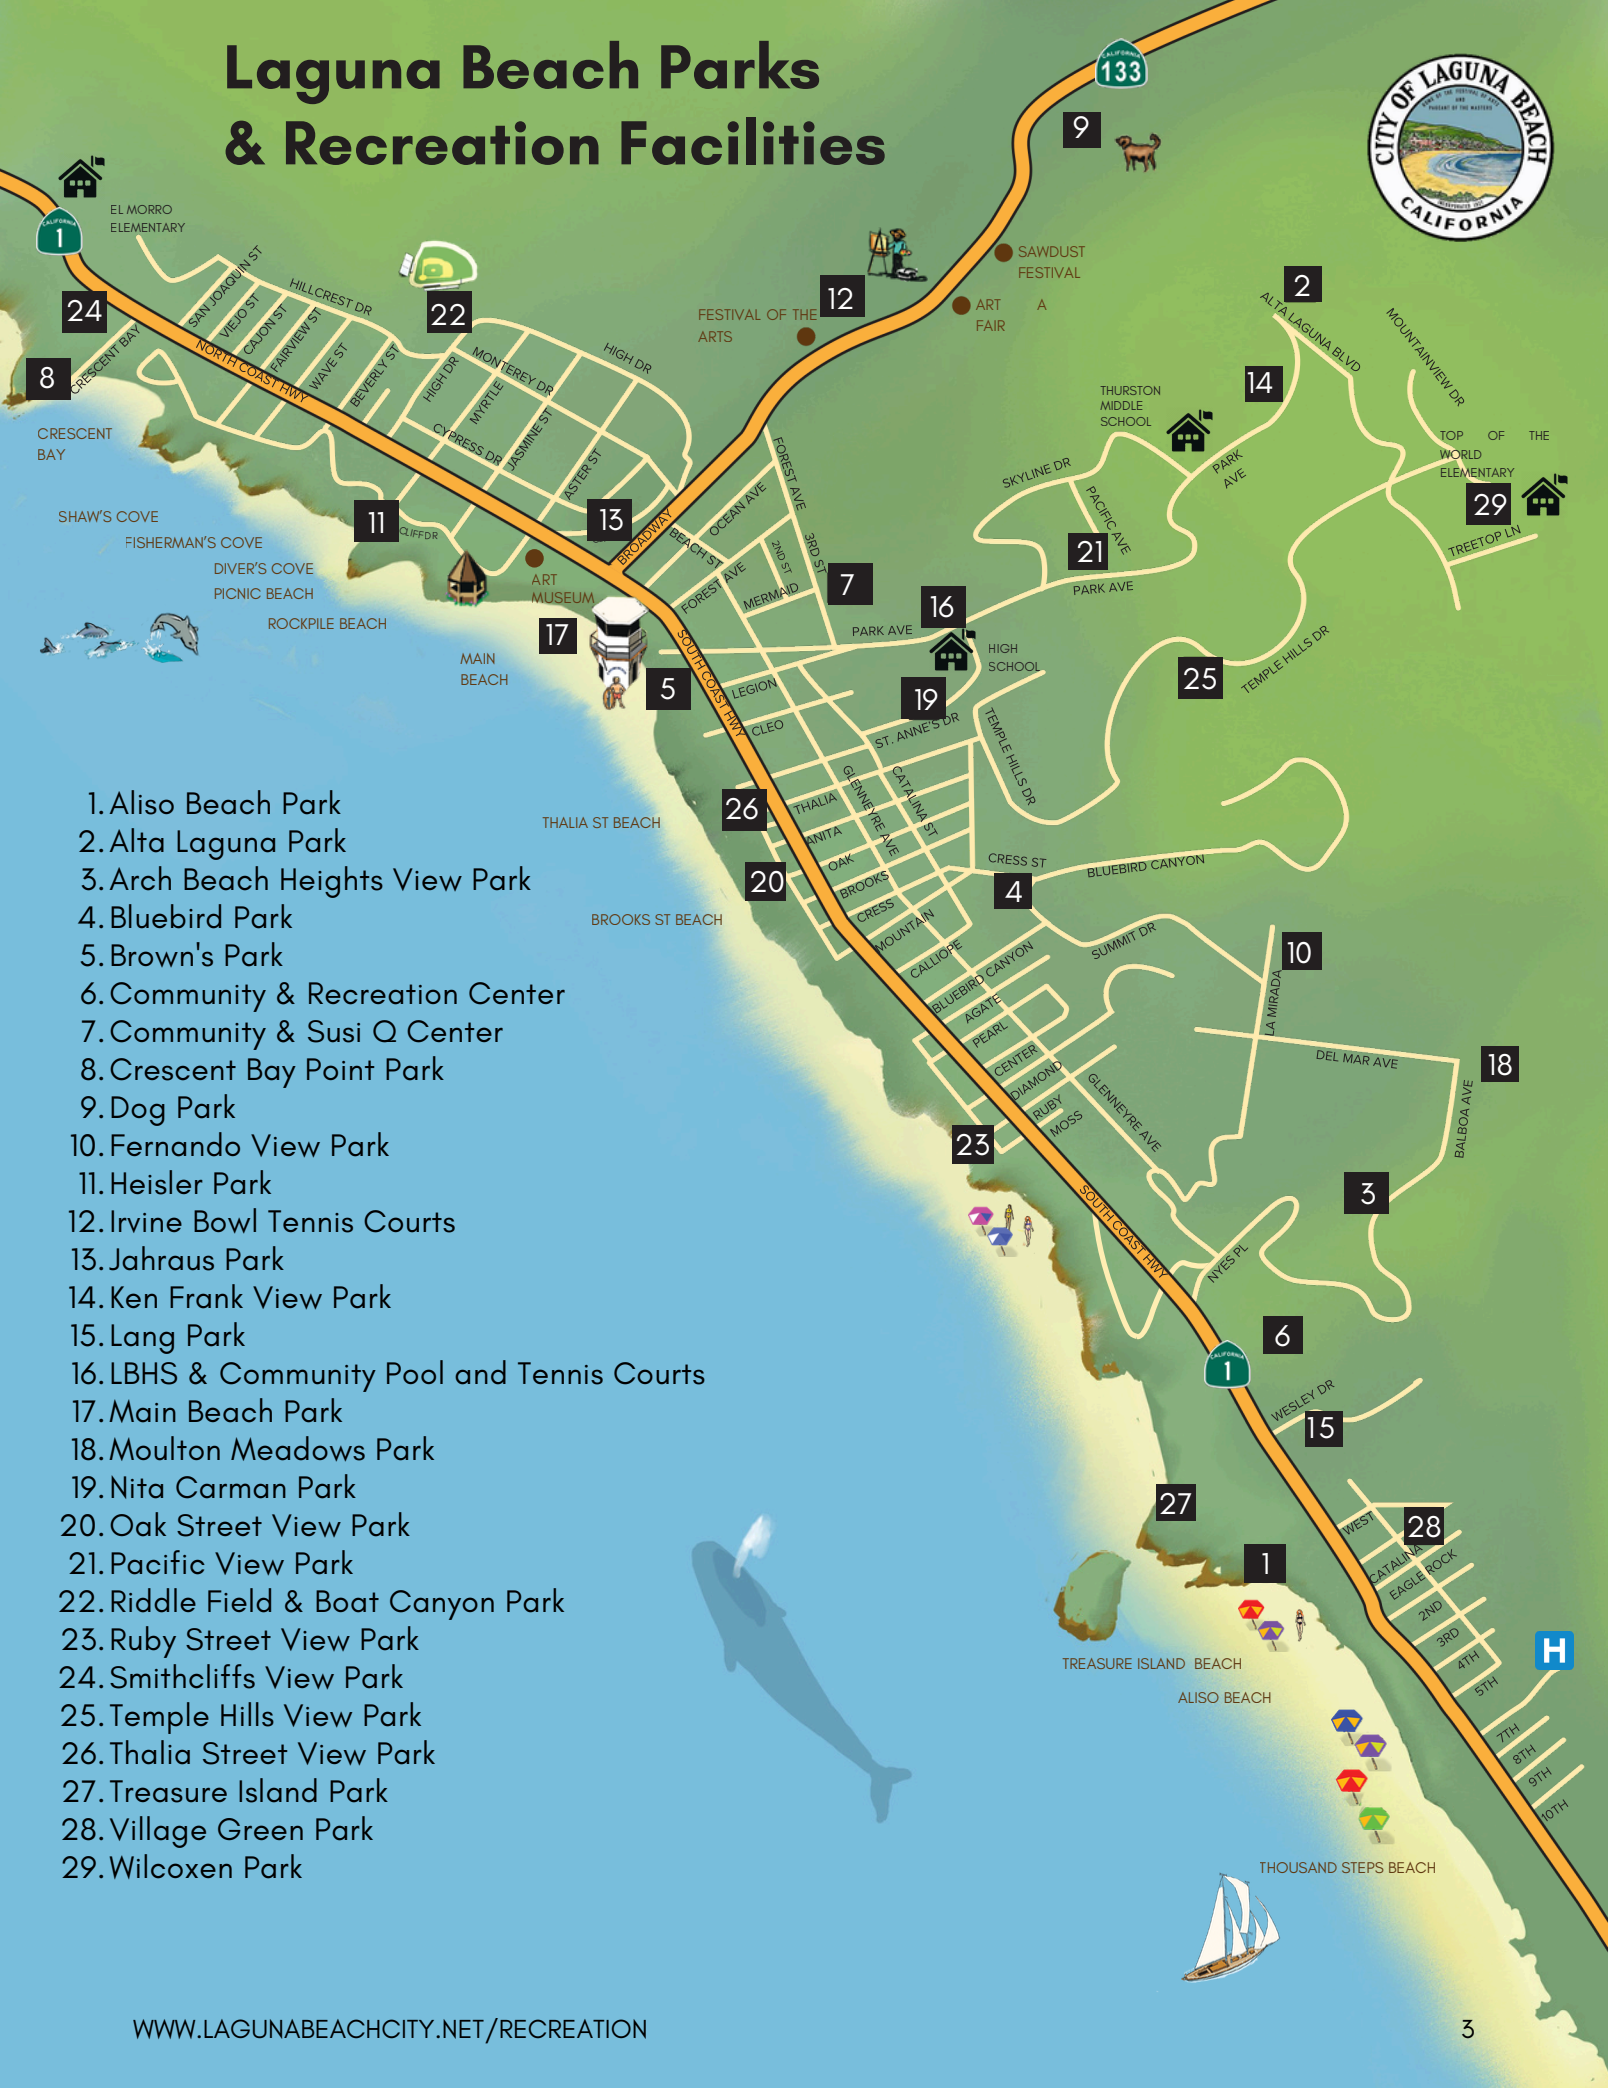 Laguna Beach Parks
& Recreation Facilities
CALIFORNIA
133
CITY OF LAGUNA BEACH
CALIFORNIA
9
EL MORRO
ELEMENTARY
CALIFORNIA
1
SAWDUST
FESTIVAL
ART A
FAIR
FESTIVAL OF THE
ARTS
12
2
24
22
8
SAN JOAQUIN ST
VIEJO ST
CAJON ST
FAIRVIEW ST
WAVE ST
BEVERLY ST
HILLCREST DR
CRESCENT BAY
NORTH COAST HWY
HIGH DR
MONTEREY DR
HIGH DR
MYRTLE
CYPRESS DR
JASMINE ST
ASTER ST
ALTA LAGUNA BLVD
MOUNTAINVIEW DR
14
THURSTON
MIDDLE
SCHOOL
PARK
AVE
SKYLINE DR
PACIFIC AVE
TOP OF THE
WORLD
ELEMENTARY
29
TREETOP LN
21
PARK AVE
CRESCENT
BAY
SHAW'S COVE
FISHERMAN'S COVE
DIVER'S COVE
PICNIC BEACH
ROCKPILE BEACH
MAIN
BEACH
11
CLIFF DR
13
BROADWAY
ART
MUSEUM
17
5
FOREST AVE
OCEAN AVE
BEACH ST
2ND ST
3RD ST
FOREST AVE
MERMAID
7
16
PARK AVE
HIGH
SCHOOL
19
ST. ANNE'S DR
LEGION
CLEO
SOUTH COAST HWY
TEMPLE HILLS DR
25
TEMPLE HILLS DR
26
THALIA ST BEACH
THALIA
ANITA
OAK
BROOKS
CRESS
MOUNTAIN
CALLIOPE
GLENNEYRE AVE
CATALINA ST
20
BROOKS ST BEACH
CRESS ST
BLUEBIRD CANYON
4
SUMMIT DR
10
LA MIRADA
DEL MAR AVE
18
BALBOA AVE
3
BLUEBIRD CANYON
AGATE
PEARL
CENTER
DIAMOND
RUBY
MOSS
GLENNEYRE AVE
23
SOUTH COAST HWY
NYES PL
6
CALIFORNIA
1
WESLEY DR
15
27
1
WEST
28
CATALINA
EAGLE ROCK
2ND
3RD
4TH
5TH
H
7TH
8TH
9TH
10TH
TREASURE ISLAND BEACH
ALISO BEACH
THOUSAND STEPS BEACH
1. Aliso Beach Park
2. Alta Laguna Park
3. Arch Beach Heights View Park
4. Bluebird Park
5. Brown's Park
6. Community & Recreation Center
7. Community & Susi Q Center
8. Crescent Bay Point Park
9. Dog Park
10. Fernando View Park
11. Heisler Park
12. Irvine Bowl Tennis Courts
13. Jahraus Park
14. Ken Frank View Park
15. Lang Park
16. LBHS & Community Pool and Tennis Courts
17. Main Beach Park
18. Moulton Meadows Park
19. Nita Carman Park
20. Oak Street View Park
21. Pacific View Park
22. Riddle Field & Boat Canyon Park
23. Ruby Street View Park
24. Smithcliffs View Park
25. Temple Hills View Park
26. Thalia Street View Park
27. Treasure Island Park
28. Village Green Park
29. Wilcoxen Park
WWW.LAGUNABEACHCITY.NET/RECREATION
3